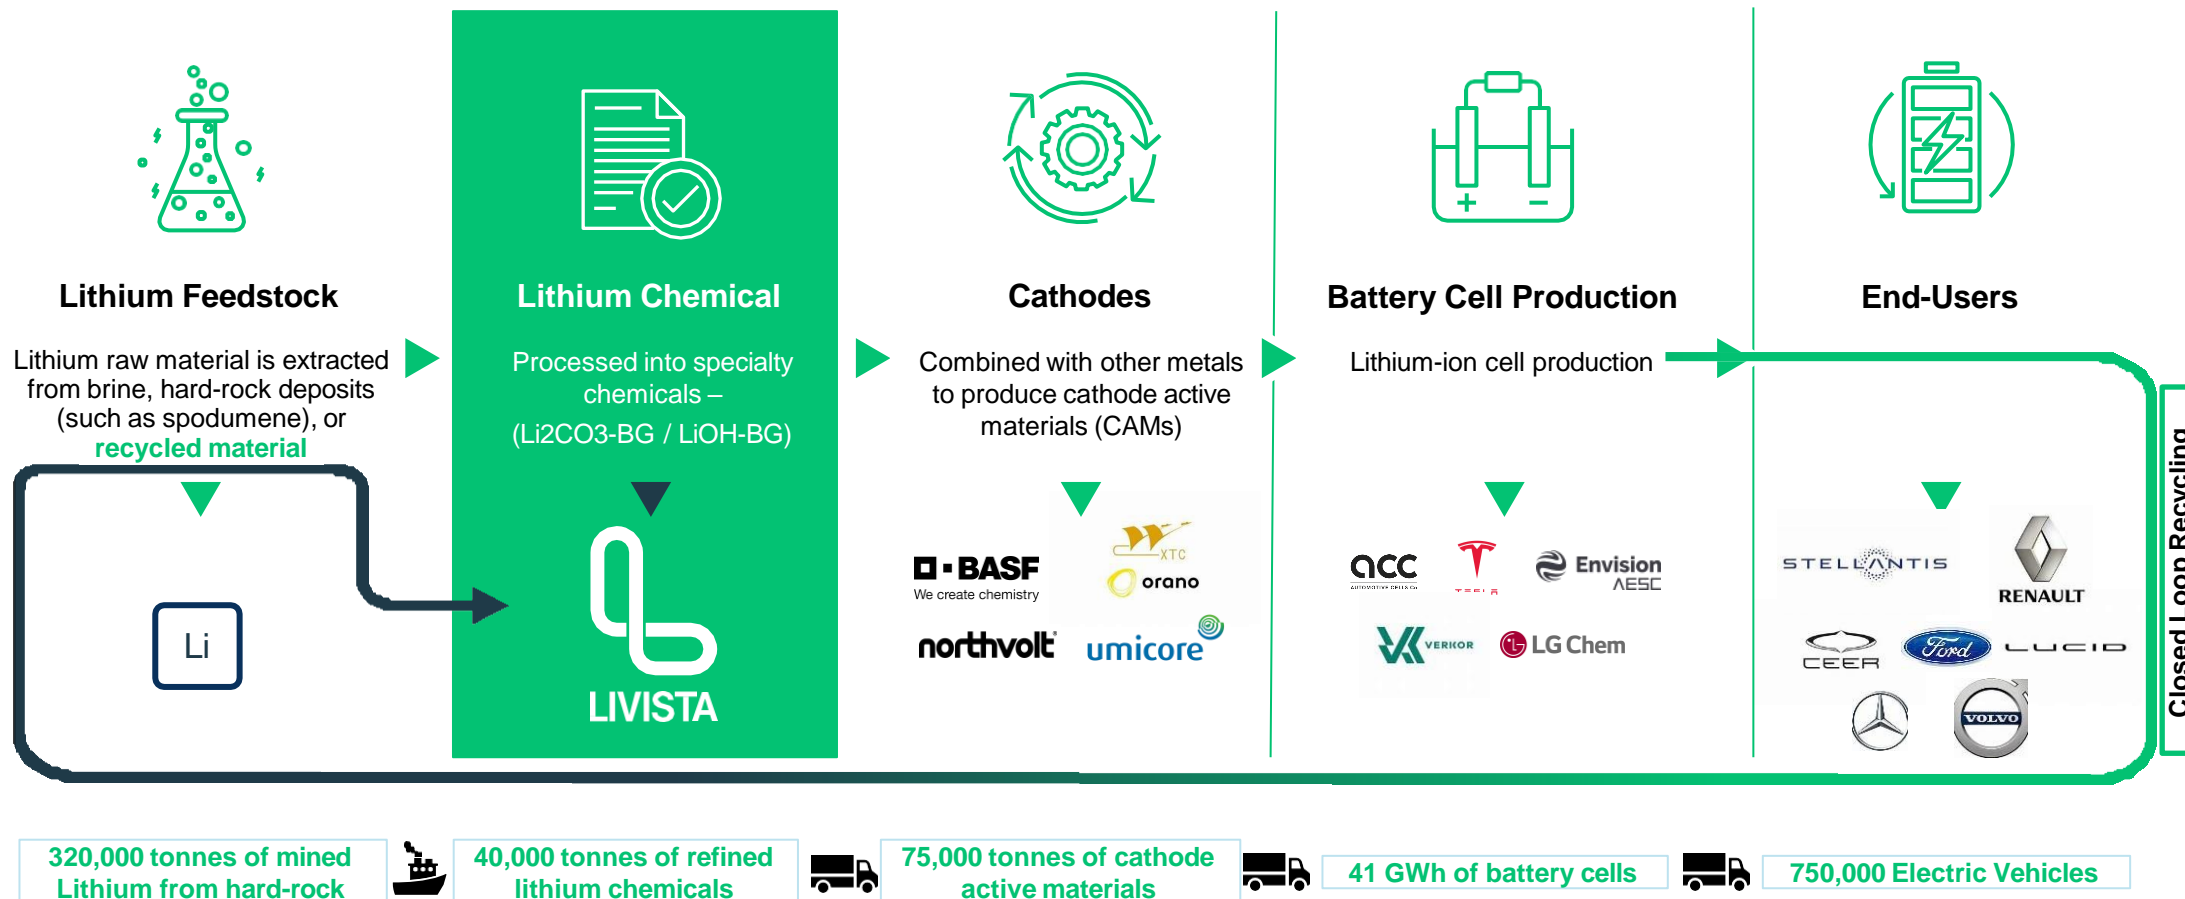 Lithium Feedstock
Lithium raw material is extracted
from brine, hard-rock deposits
(such as spodumene), or
recycled material
Li
Lithium Chemical
Processed into specialty
chemicals –
(Li2CO3-BG / LiOH-BG)
LIVISTA
Cathodes
Combined with other metals
to produce cathode active
materials (CAMs)
BASF
We create chemistry
XTC
orano
northvolt
umicore
Battery Cell Production
Lithium-ion cell production
+ −
acc
AUTOMOTIVE CELLS Co
TESLA
Envision
AESC
VERKOR
LG Chem
End-Users
STELLANTIS
RENAULT
CEER
Ford
LUCID
VOLVO
Closed Loop Recycling
320,000 tonnes of mined
Lithium from hard-rock
40,000 tonnes of refined
lithium chemicals
75,000 tonnes of cathode
active materials
41 GWh of battery cells
750,000 Electric Vehicles